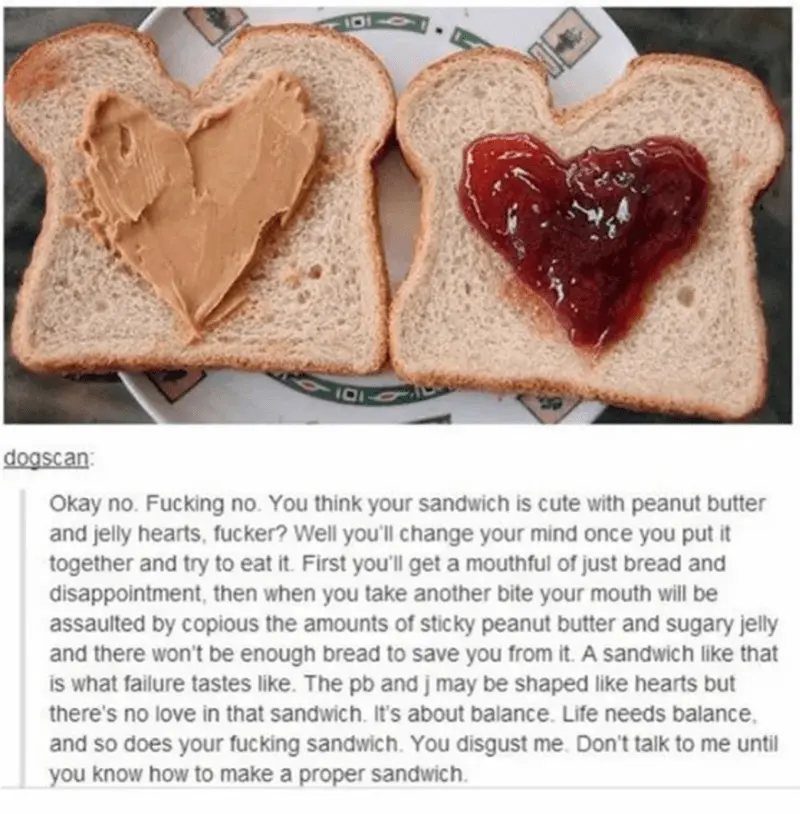 dogscan:
Okay no. Fucking no. You think your sandwich is cute with peanut butter
and jelly hearts, fucker? Well you'll change your mind once you put it
together and try to eat it. First you'll get a mouthful of just bread and
disappointment, then when you take another bite your mouth will be
assaulted by copious the amounts of sticky peanut butter and sugary jelly
and there won't be enough bread to save you from it. A sandwich like that
is what failure tastes like. The pb and j may be shaped like hearts but
there's no love in that sandwich. It's about balance. Life needs balance,
and so does your fucking sandwich. You disgust me. Don't talk to me until
you know how to make a proper sandwich.